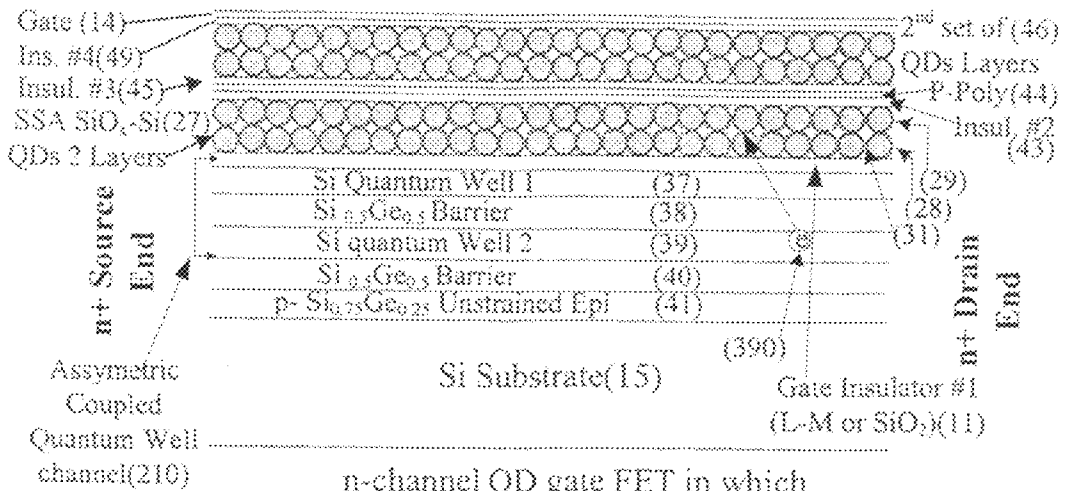 Gate (14)
Ins. #4(49)
Insul. #3(45)
SSA SiOₓ-Si(27)
QDs 2 Layers
2nd set of (46)
QDs Layers
P-Poly(44)
Insul. #2
(43)
(29)
(28)
(31)
Si Quantum Well 1 (37)
Si 0.5Ge0.5 Barrier (38)
Si quantum Well 2 (39)
e
Si 0.5Ge0.5 Barrier (40)
p- Si0.75Ge0.25 Unstrained Epi (41)
n+ Source
End
n+ Drain
End
(390)
Si Substrate(15)
Assymetric
Coupled
Quantum Well
channel(210)
Gate Insulator #1
(L-M or SiO2)(11)
n-channel QD gate FET in which